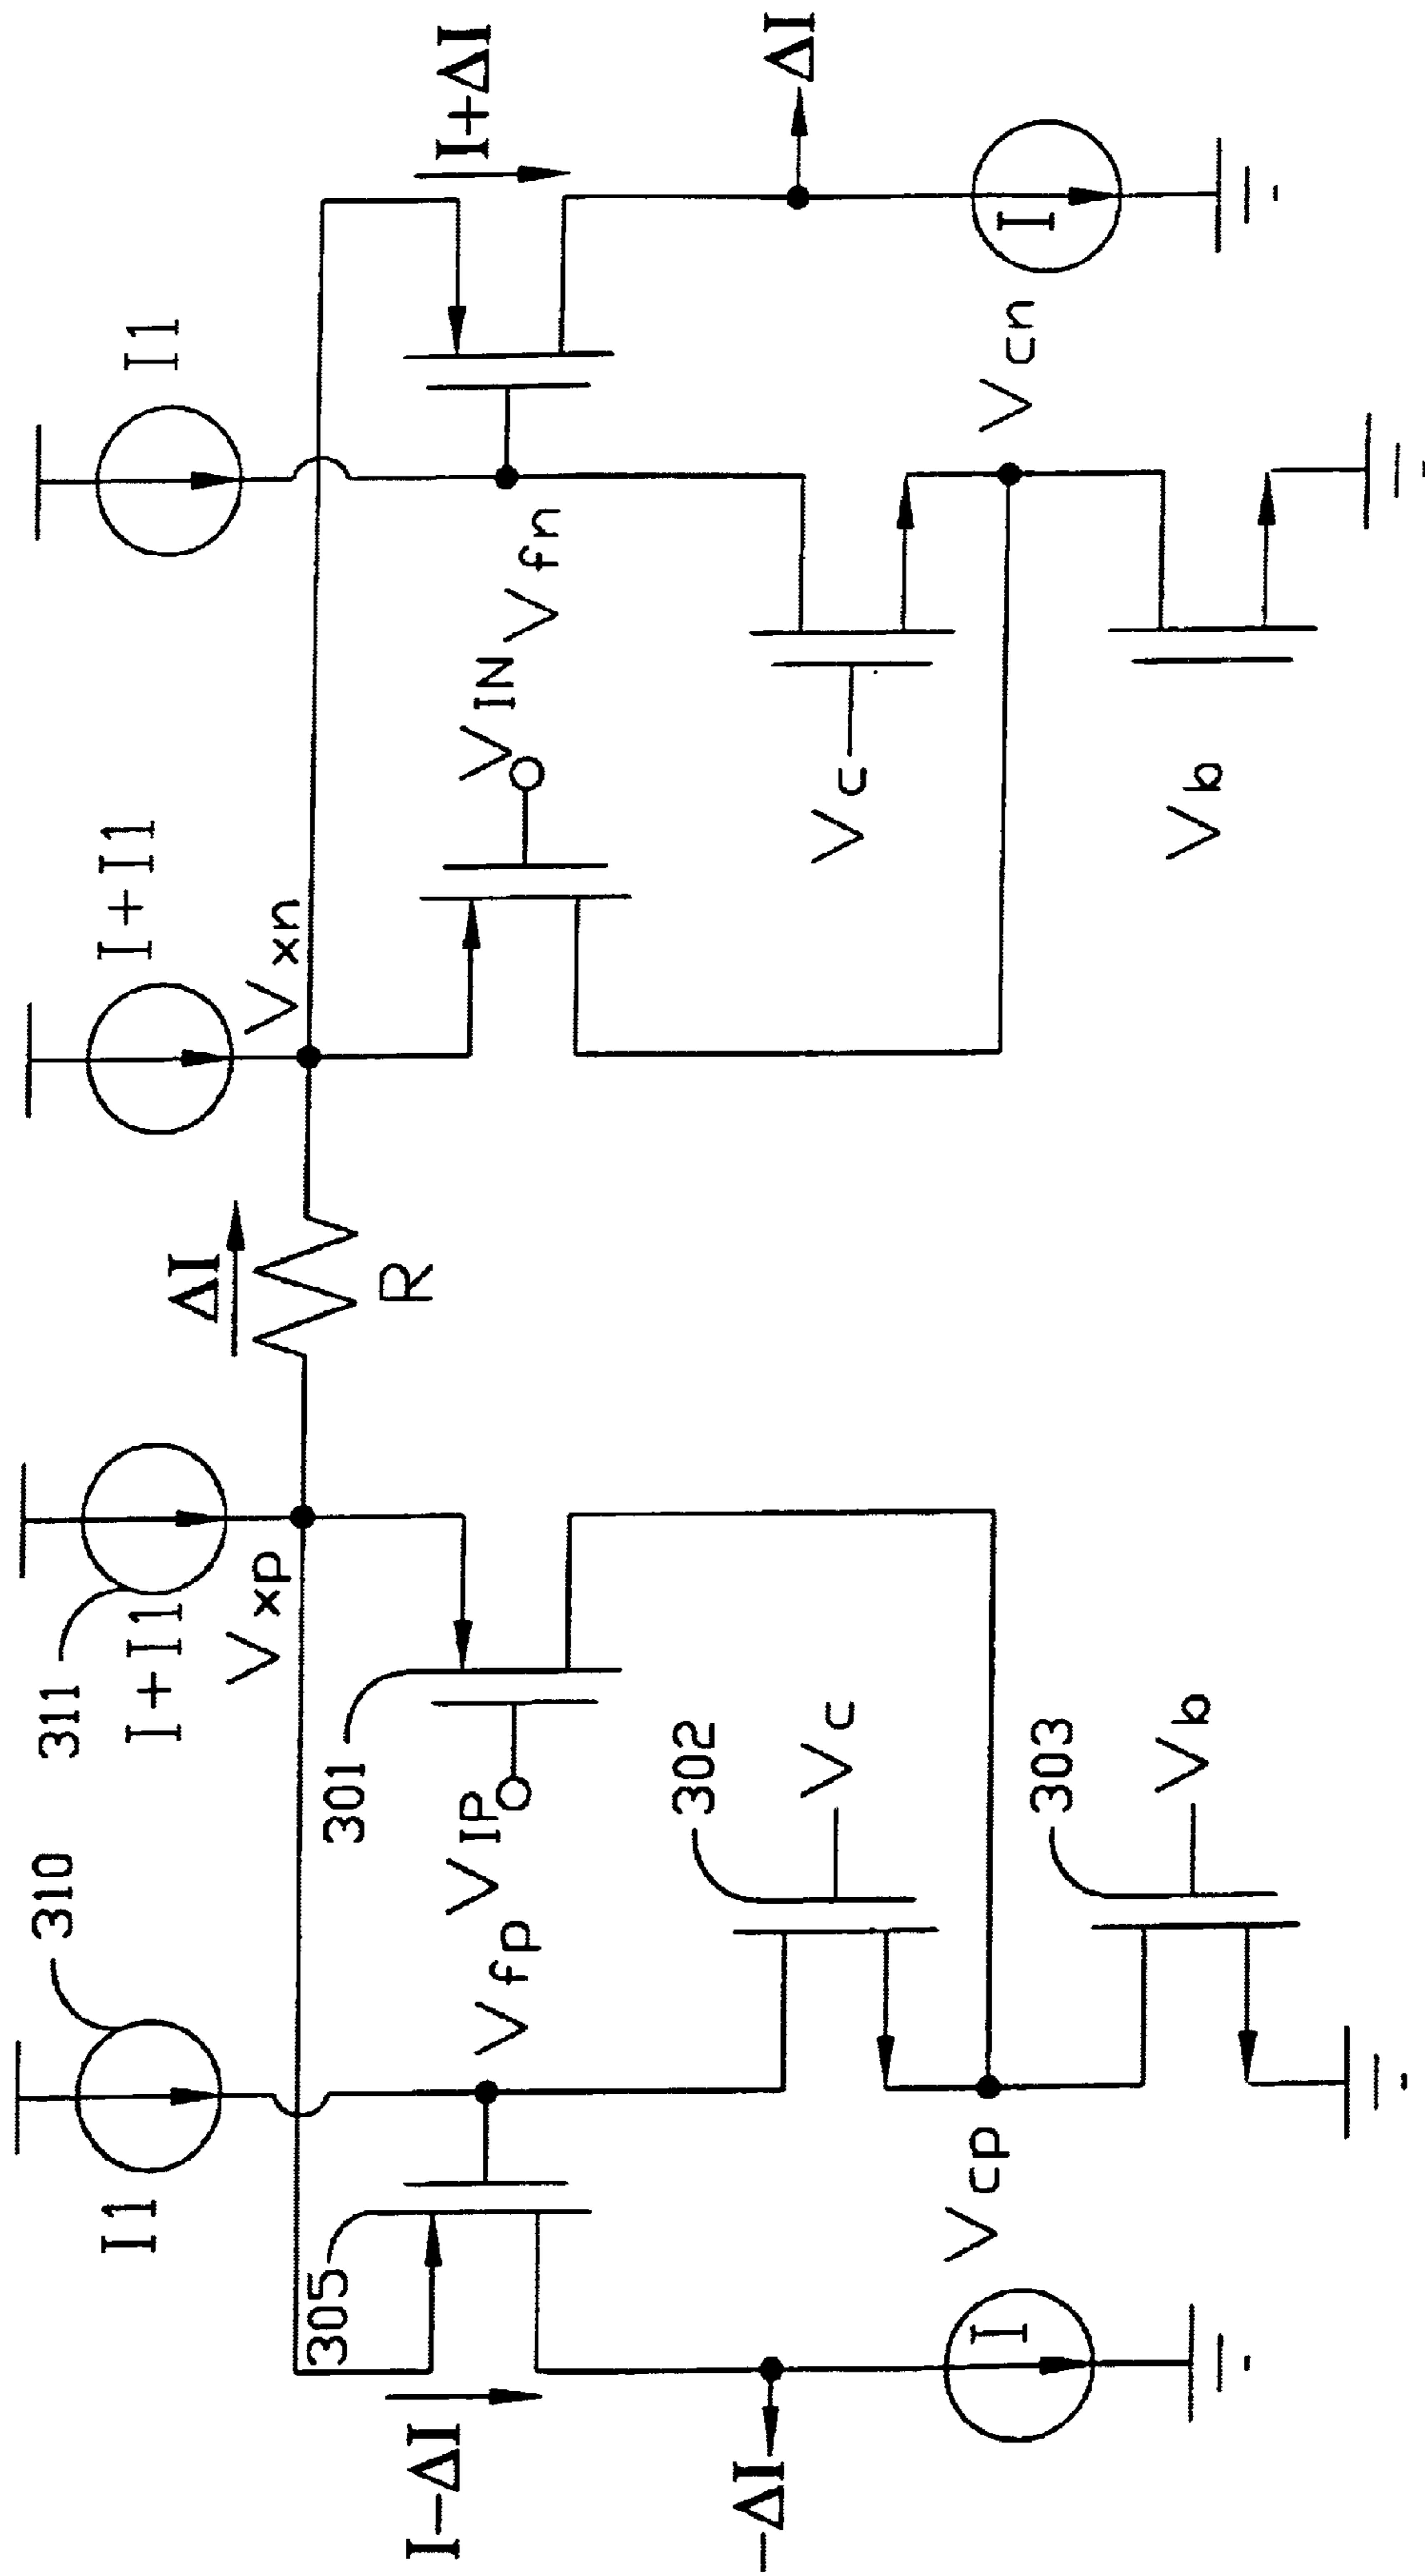 310
311
I1
I+I1
I+I1
I1
ΔI
Vxp
Vxn
305
301
R
I-ΔI
I+ΔI
Vfp
VIP
VIN
Vfn
302
Vc
Vc
-ΔI
ΔI
Vcp
303
Vcn
I
I
Vb
Vb